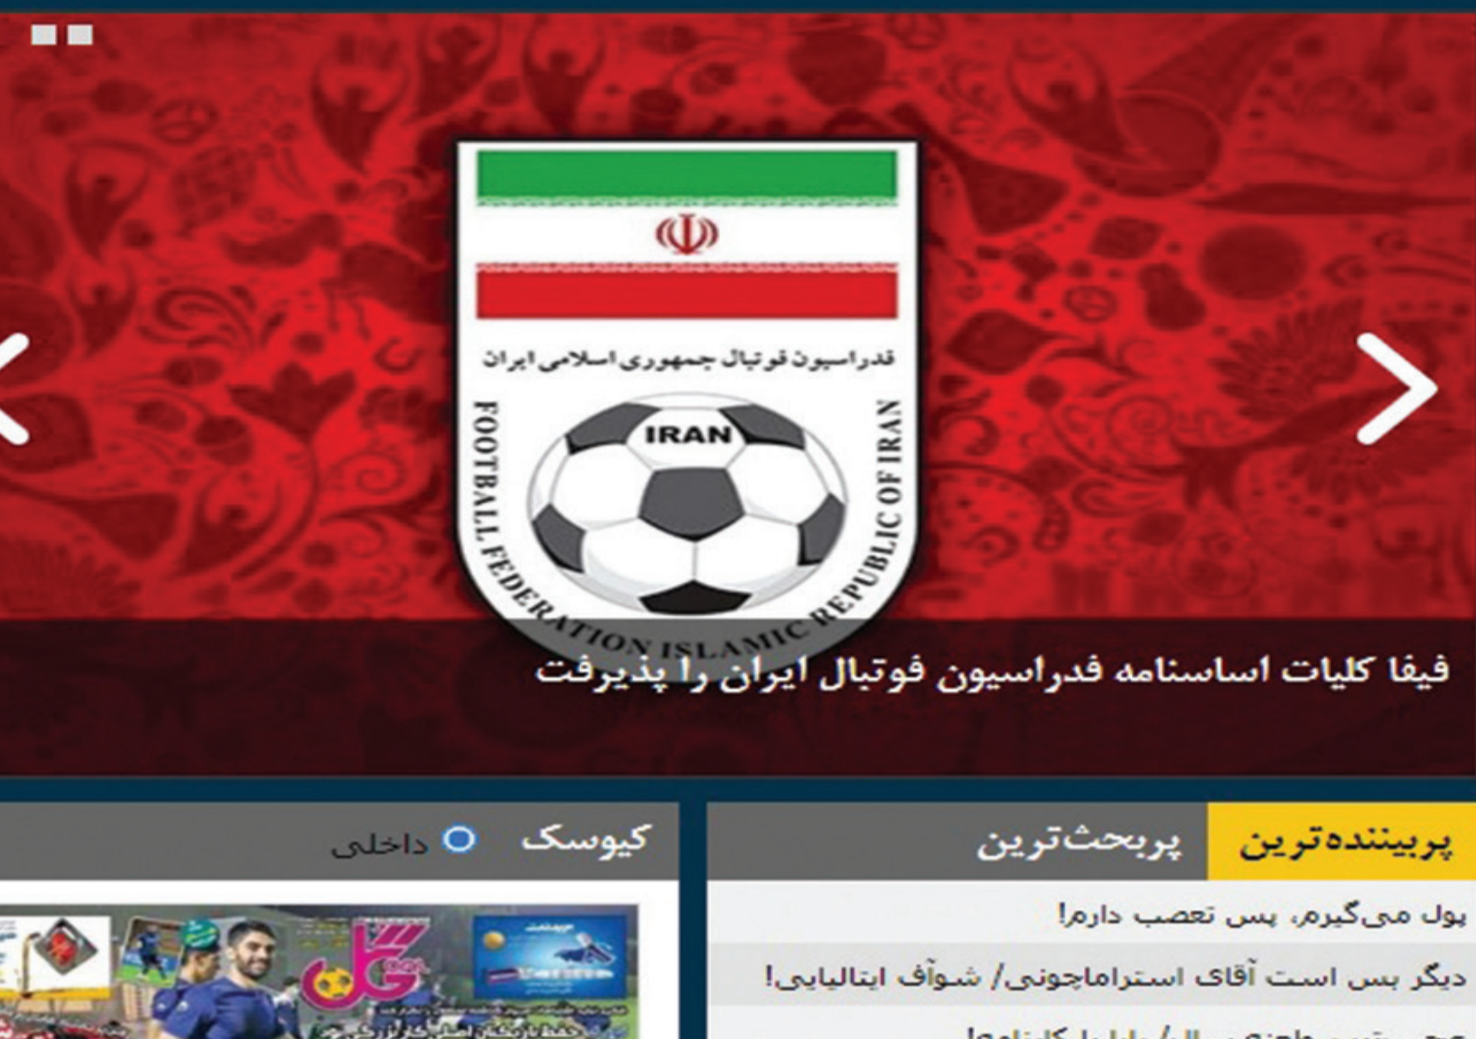 فدراسیون فوتبال جمهوری اسلامی ایران
IRAN
FOOTBALL FEDERATION ISLAMIC REPUBLIC OF IRAN
فیفا کلیات اساسنامه فدراسیون فوتبال ایران را پذیرفت
پربیننده‌ترین
پربحث‌ترین
پول می‌گیرم، پس تعصب دارم!
دیگر بس است آقای استراماچونی/ شوآف ایتالیایی!
کیوسک
داخلی
گل